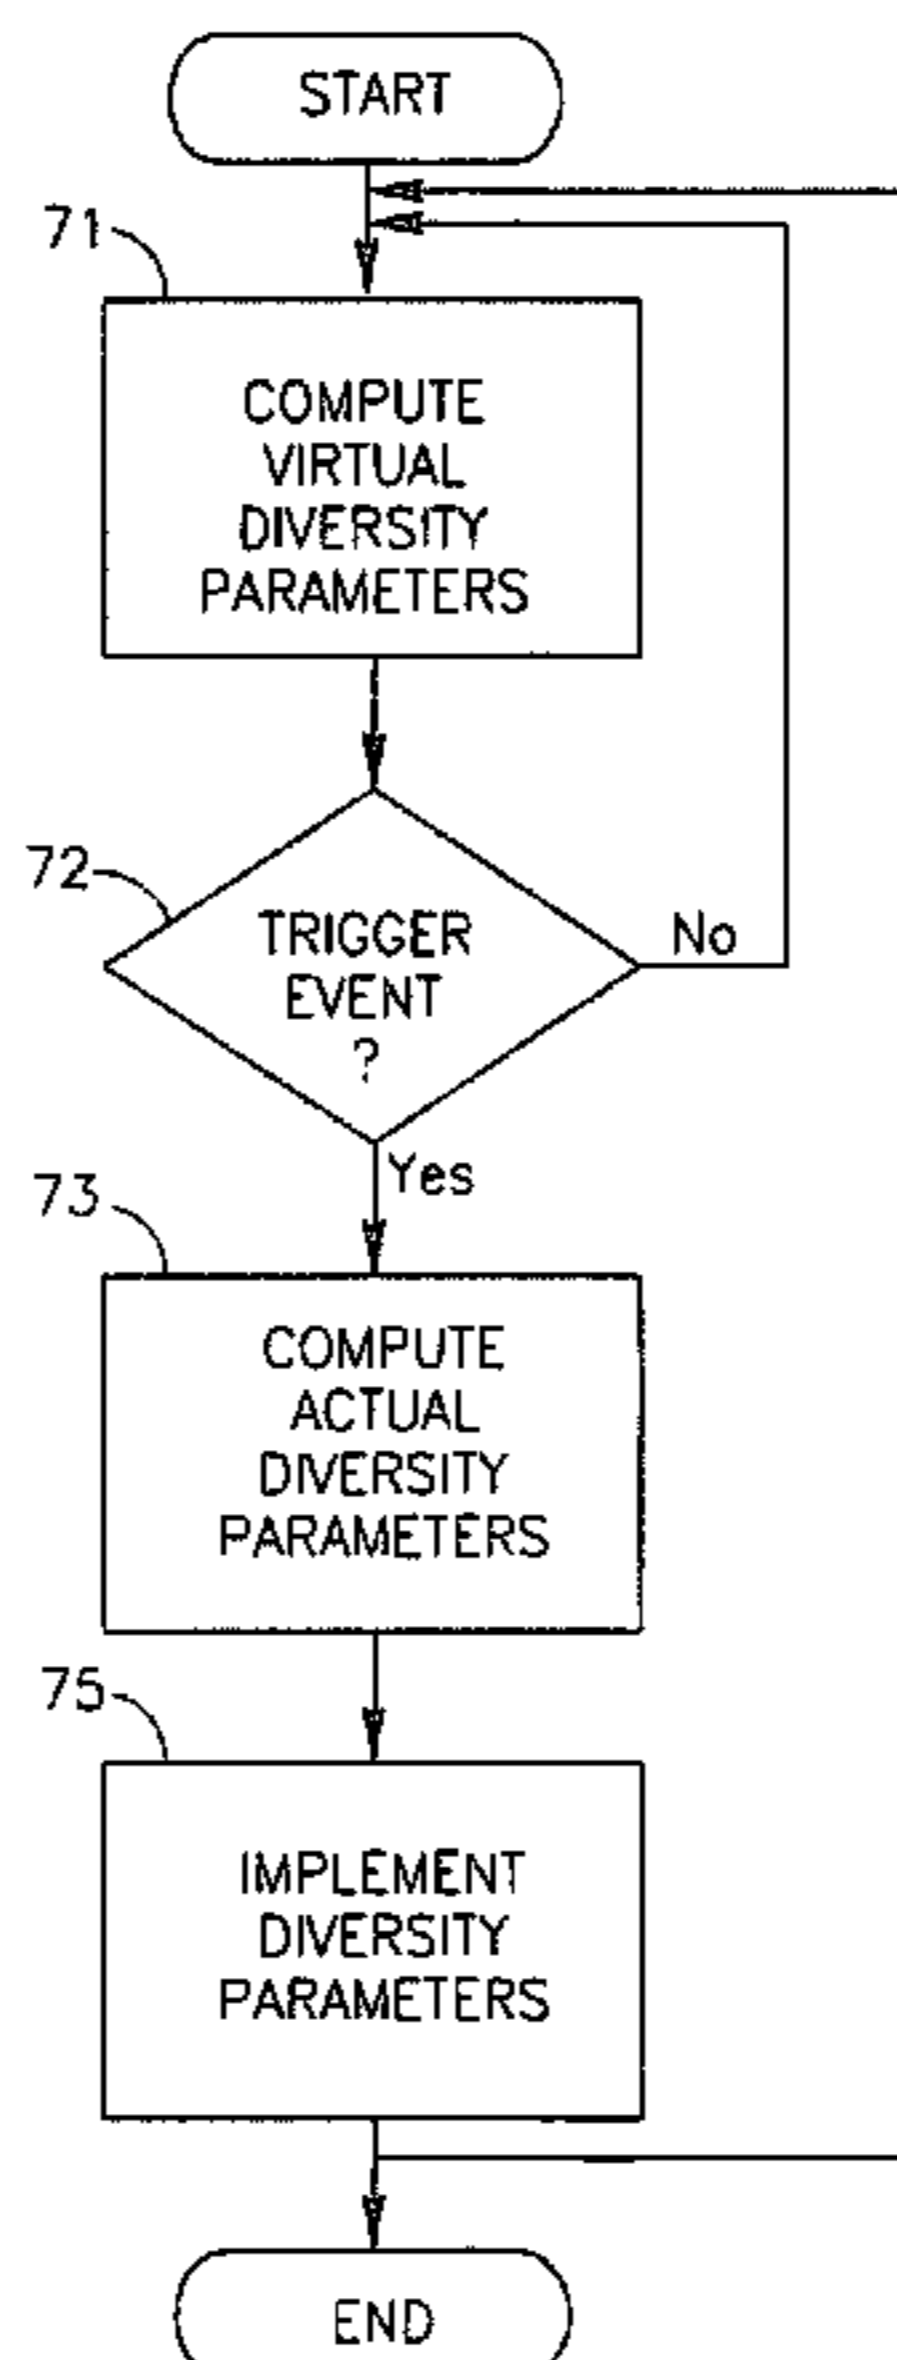 START
71
COMPUTE
VIRTUAL
DIVERSITY
PARAMETERS
72
TRIGGER
EVENT
?
No
Yes
73
COMPUTE
ACTUAL
DIVERSITY
PARAMETERS
75
IMPLEMENT
DIVERSITY
PARAMETERS
END